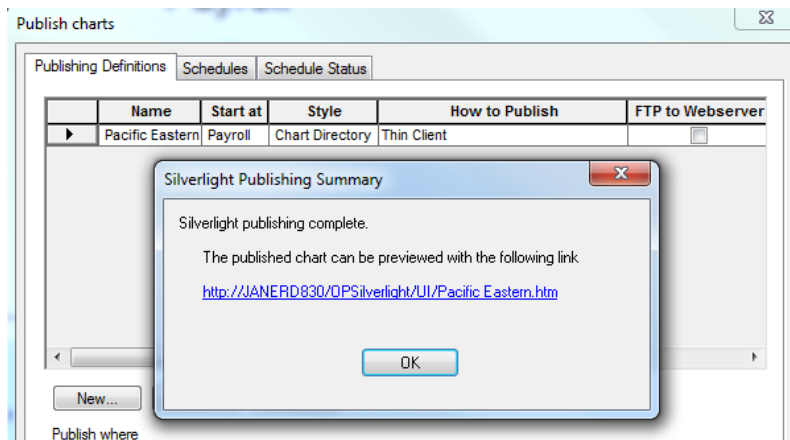 Publish charts
Publishing Definitions Schedules Schedule Status
Name Start at Style How to Publish FTP to Webserver
Pacific Eastern Payroll Chart Directory Thin Client
Silverlight Publishing Summary
Silverlight publishing complete.
The published chart can be previewed with the following link
http://JANERD830/OPSilverlight/UI/Pacific Eastern.htm
OK
New...
Publish where